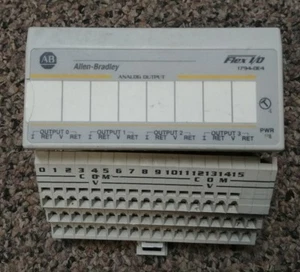 AB Allen-Bradley Flex I/O
1794-OE4
ANALOG OUTPUT
OUTPUT 0 OUTPUT 1 OUTPUT 2 OUTPUT 3 PWR
I RET V RET I RET V RET I RET V RET I RET V RET
0 1 2 3 4 5 6 7 8 9 10 11 12 13 14 15
C O M C O M
V V